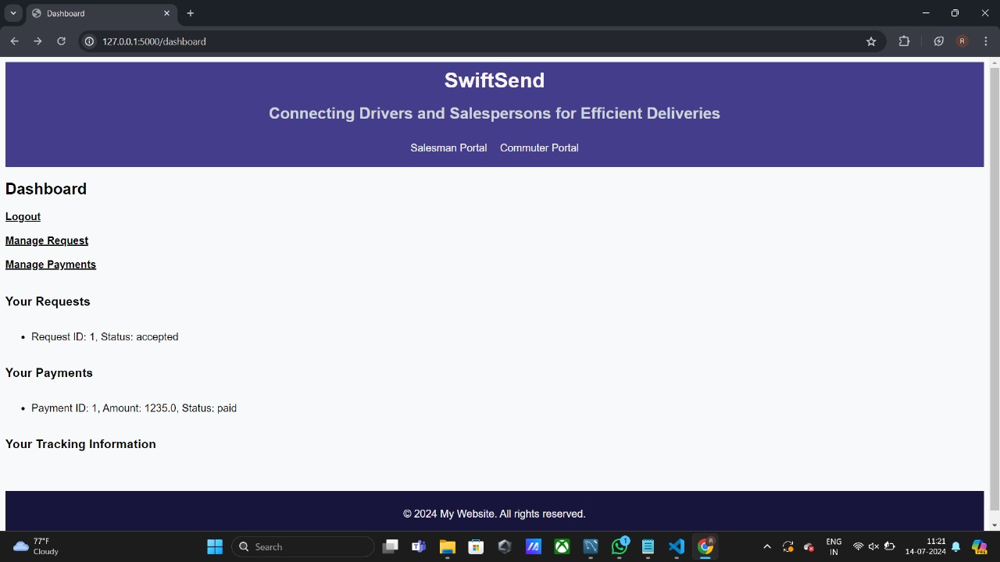 Dashboard
127.0.0.1:5000/dashboard
R
SwiftSend
Connecting Drivers and Salespersons for Efficient Deliveries
Salesman Portal Commuter Portal
Dashboard
Logout
Manage Request
Manage Payments
Your Requests
• Request ID: 1, Status: accepted
Your Payments
• Payment ID: 1, Amount: 1235.0, Status: paid
Your Tracking Information
© 2024 My Website. All rights reserved.
77°F
Cloudy
Search
1
R
ENG
IN
11:21
14-07-2024
PRE